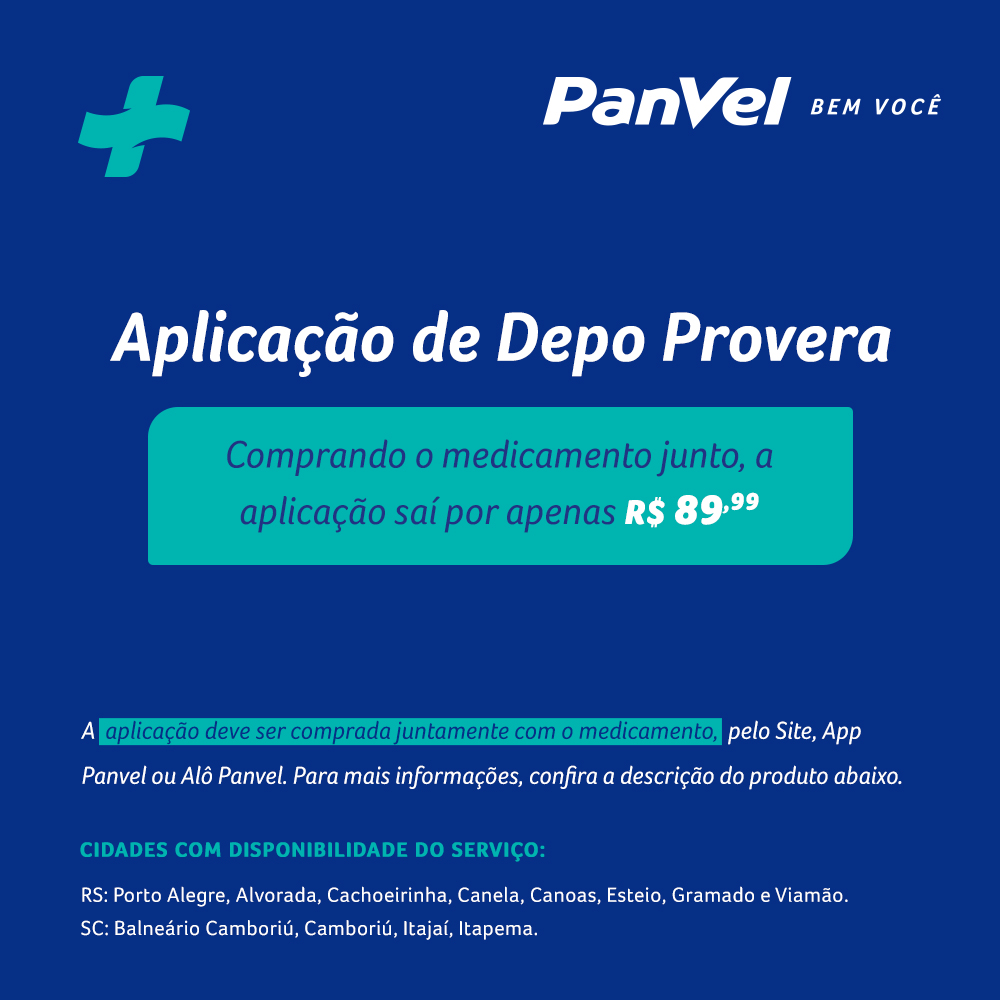 PanVel BEM VOCÊ
Aplicação de Depo Provera
Comprando o medicamento junto, a
aplicação saí por apenas R$ 89,99
A aplicação deve ser comprada juntamente com o medicamento, pelo Site, App
Panvel ou Alô Panvel. Para mais informações, confira a descrição do produto abaixo.
CIDADES COM DISPONIBILIDADE DO SERVIÇO:
RS: Porto Alegre, Alvorada, Cachoeirinha, Canela, Canoas, Esteio, Gramado e Viamão.
SC: Balneário Camboriú, Camboriú, Itajaí, Itapema.